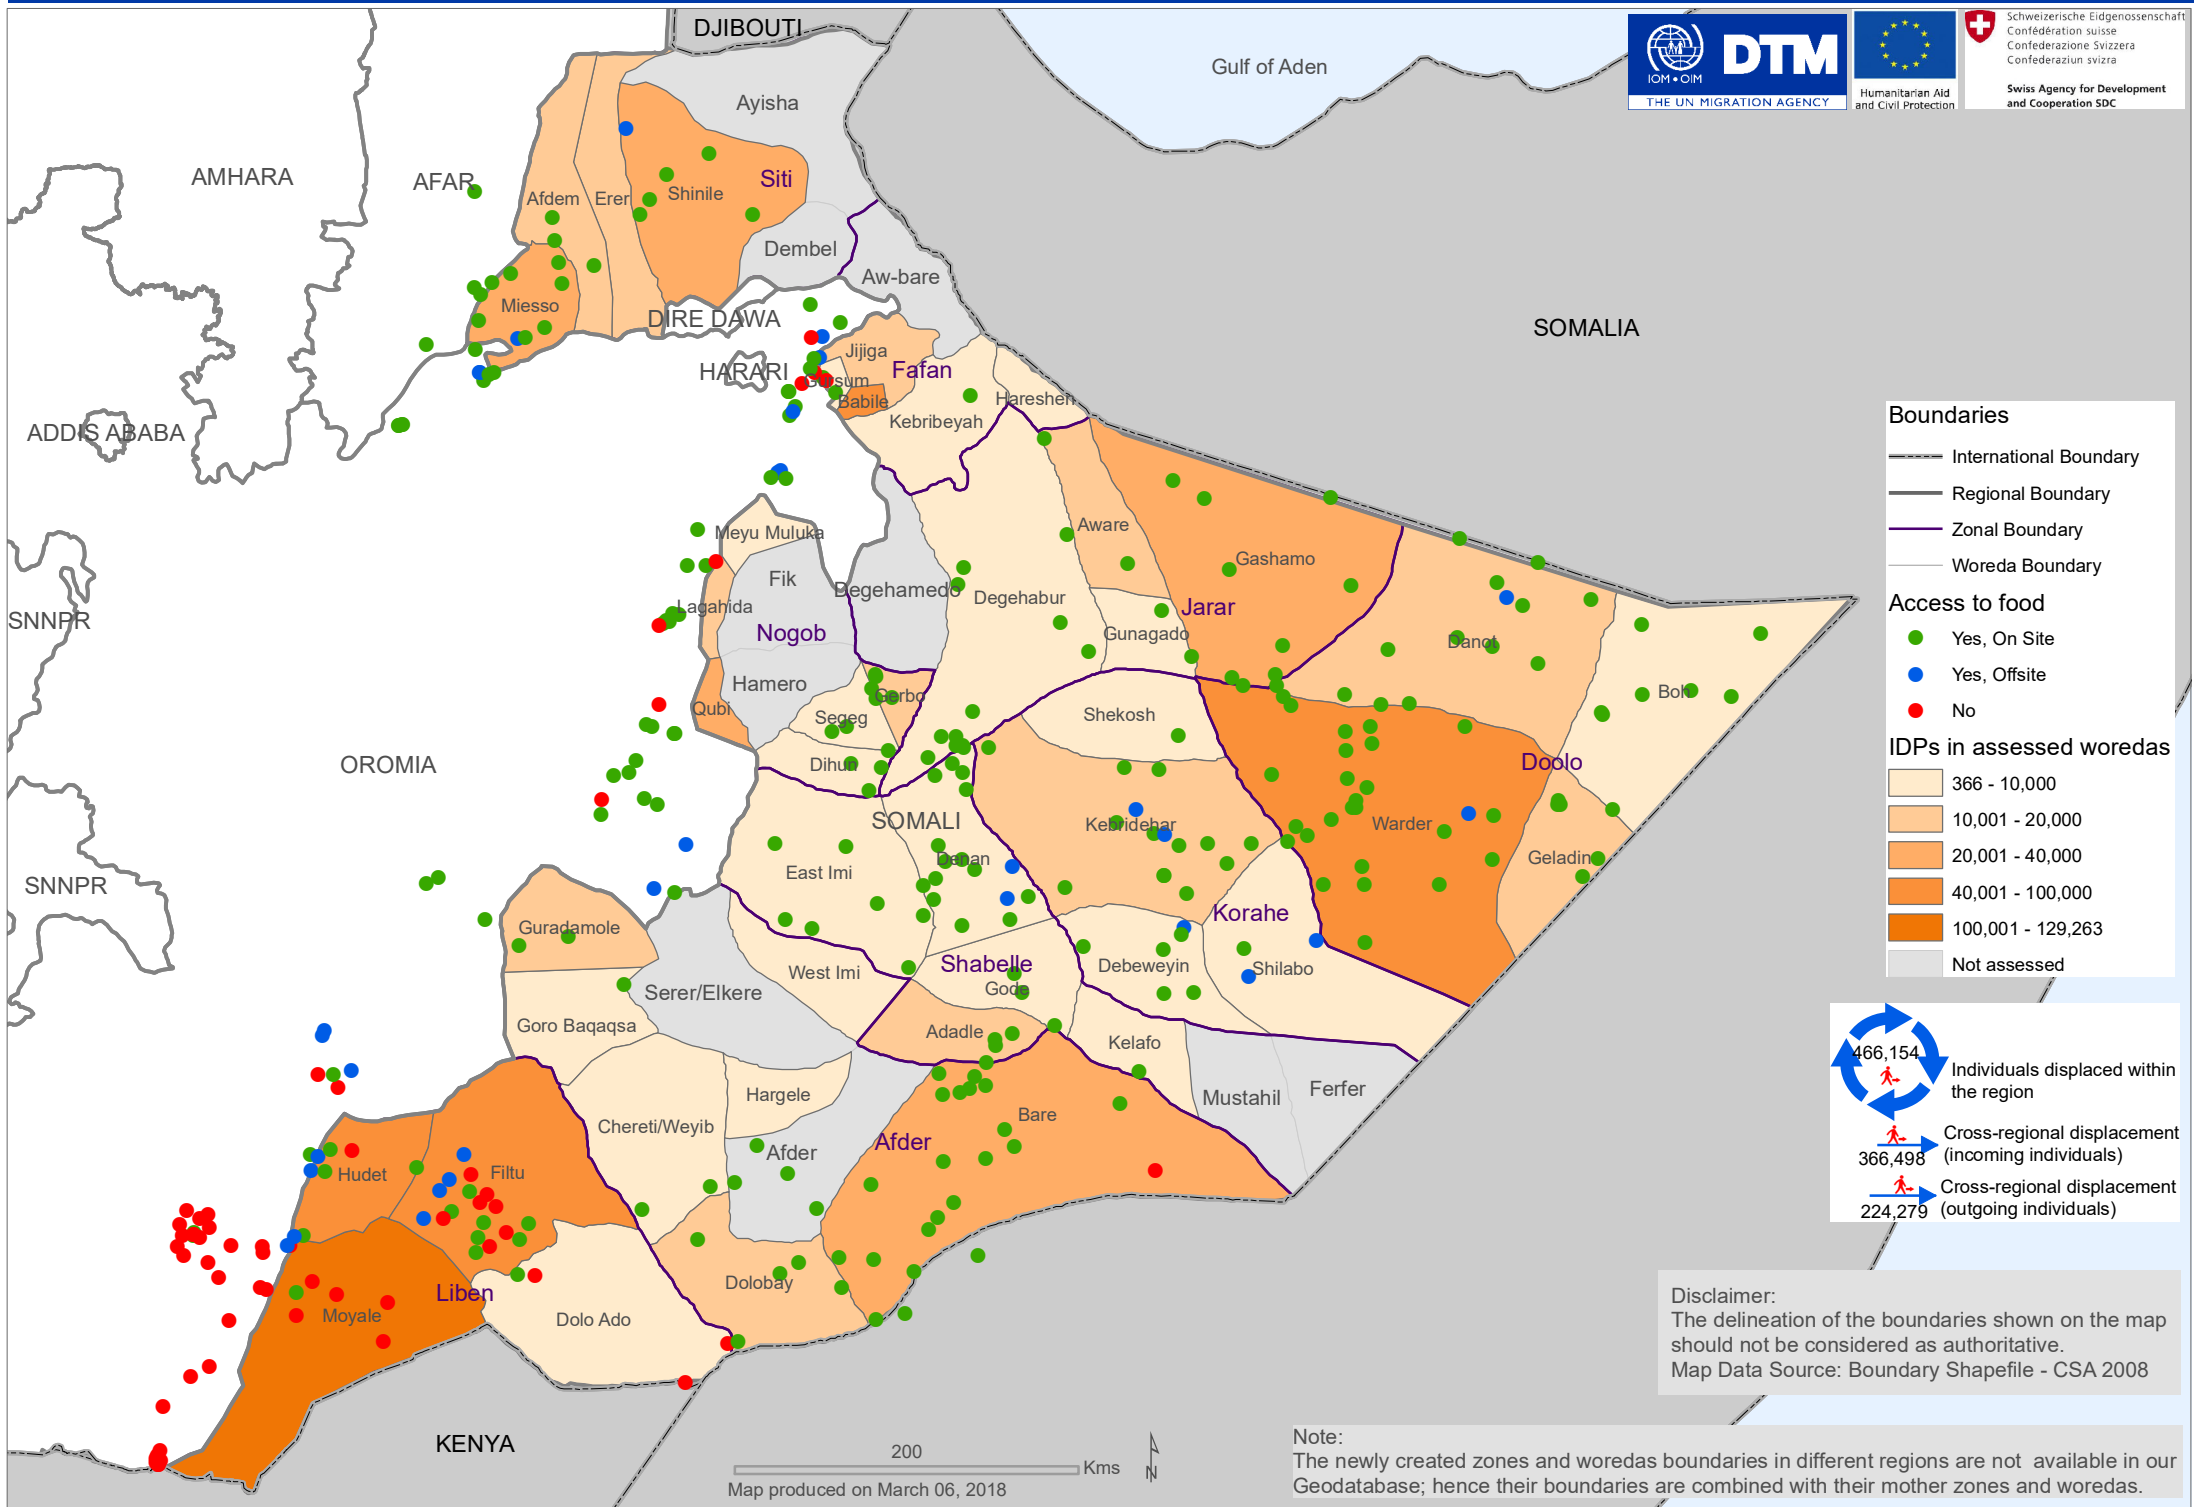 DJIBOUTI
Gulf of Aden
IOM • OIM
DTM
THE UN MIGRATION AGENCY
Humanitarian Aid
and Civil Protection
Schweizerische Eidgenossenschaft
Confédération suisse
Confederazione Svizzera
Confederaziun svizra
Swiss Agency for Development
and Cooperation SDC
Ayisha
AMHARA
AFAR
Siti
Afdem
Erer
Shinile
Dembel
Aw-bare
Miesso
DIRE DAWA
SOMALIA
Jijiga
HARARI
Fafan
Gursum
Babile
Hareshen
Kebribeyah
ADDIS ABABA
Meyu Muluka
Aware
Gashamo
Fik
Degehamedo
Degehabur
Lagahida
Jarar
SNNPR
Nogob
Gunagado
Danot
Hamero
Gerbo
Boh
Qubi
Segeg
Shekosh
OROMIA
Dihun
Doolo
SOMALI
Kebridehar
Warder
Denan
Geladin
East Imi
SNNPR
Korahe
Guradamole
Shabelle
Debeweyin
Shilabo
West Imi
Gode
Serer/Elkere
Goro Baqaqsa
Adadle
Kelafo
Hargele
Mustahil
Ferfer
Bare
Chereti/Weyib
Afder
Afder
Hudet
Filtu
Dolobay
Liben
Moyale
Dolo Ado
KENYA
Boundaries
International Boundary
Regional Boundary
Zonal Boundary
Woreda Boundary
Access to food
Yes, On Site
Yes, Offsite
No
IDPs in assessed woredas
366 - 10,000
10,001 - 20,000
20,001 - 40,000
40,001 - 100,000
100,001 - 129,263
Not assessed
466,154
Individuals displaced within
the region
366,498
Cross-regional displacement
(incoming individuals)
224,279
Cross-regional displacement
(outgoing individuals)
Disclaimer:
The delineation of the boundaries shown on the map
should not be considered as authoritative.
Map Data Source: Boundary Shapefile - CSA 2008
200
Kms
N
Map produced on March 06, 2018
Note:
The newly created zones and woredas boundaries in different regions are not available in our
Geodatabase; hence their boundaries are combined with their mother zones and woredas.